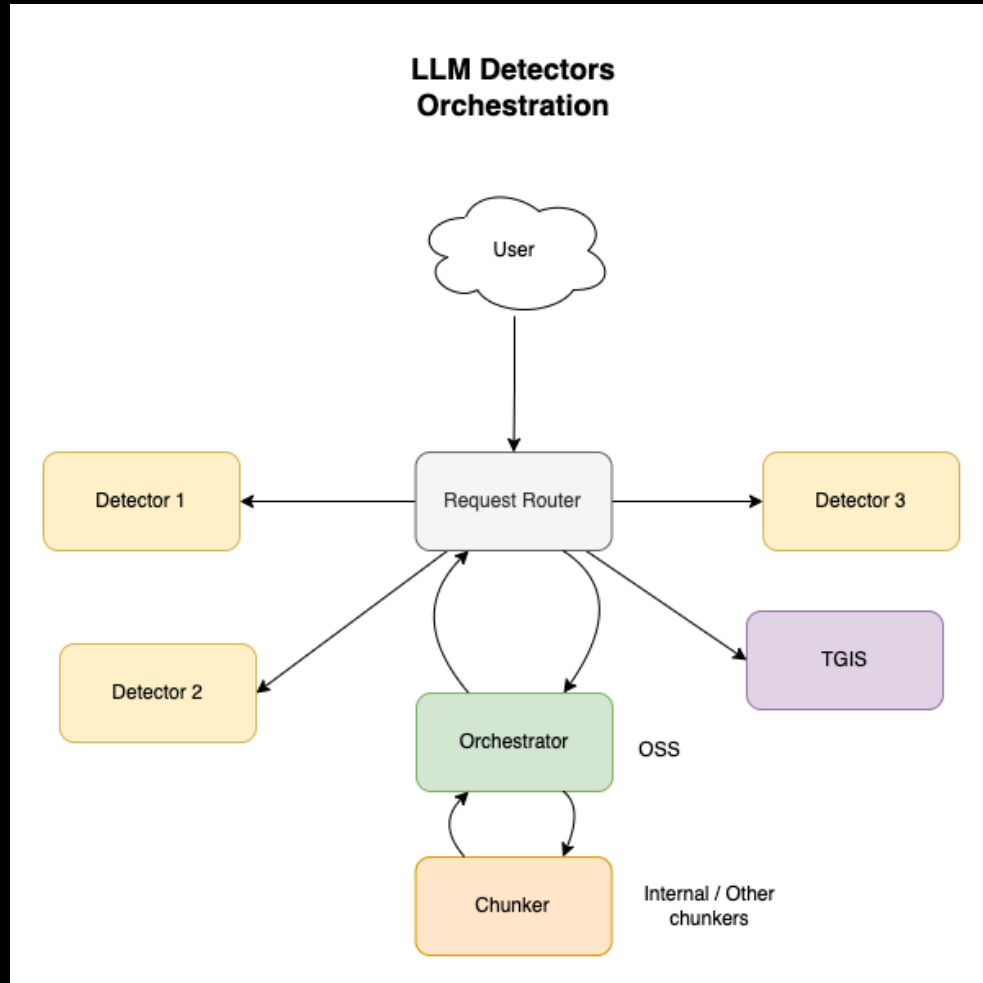 LLM Detectors
Orchestration
User
Detector 1
Request Router
Detector 3
TGIS
Detector 2
Orchestrator
OSS
Chunker
Internal / Other
chunkers